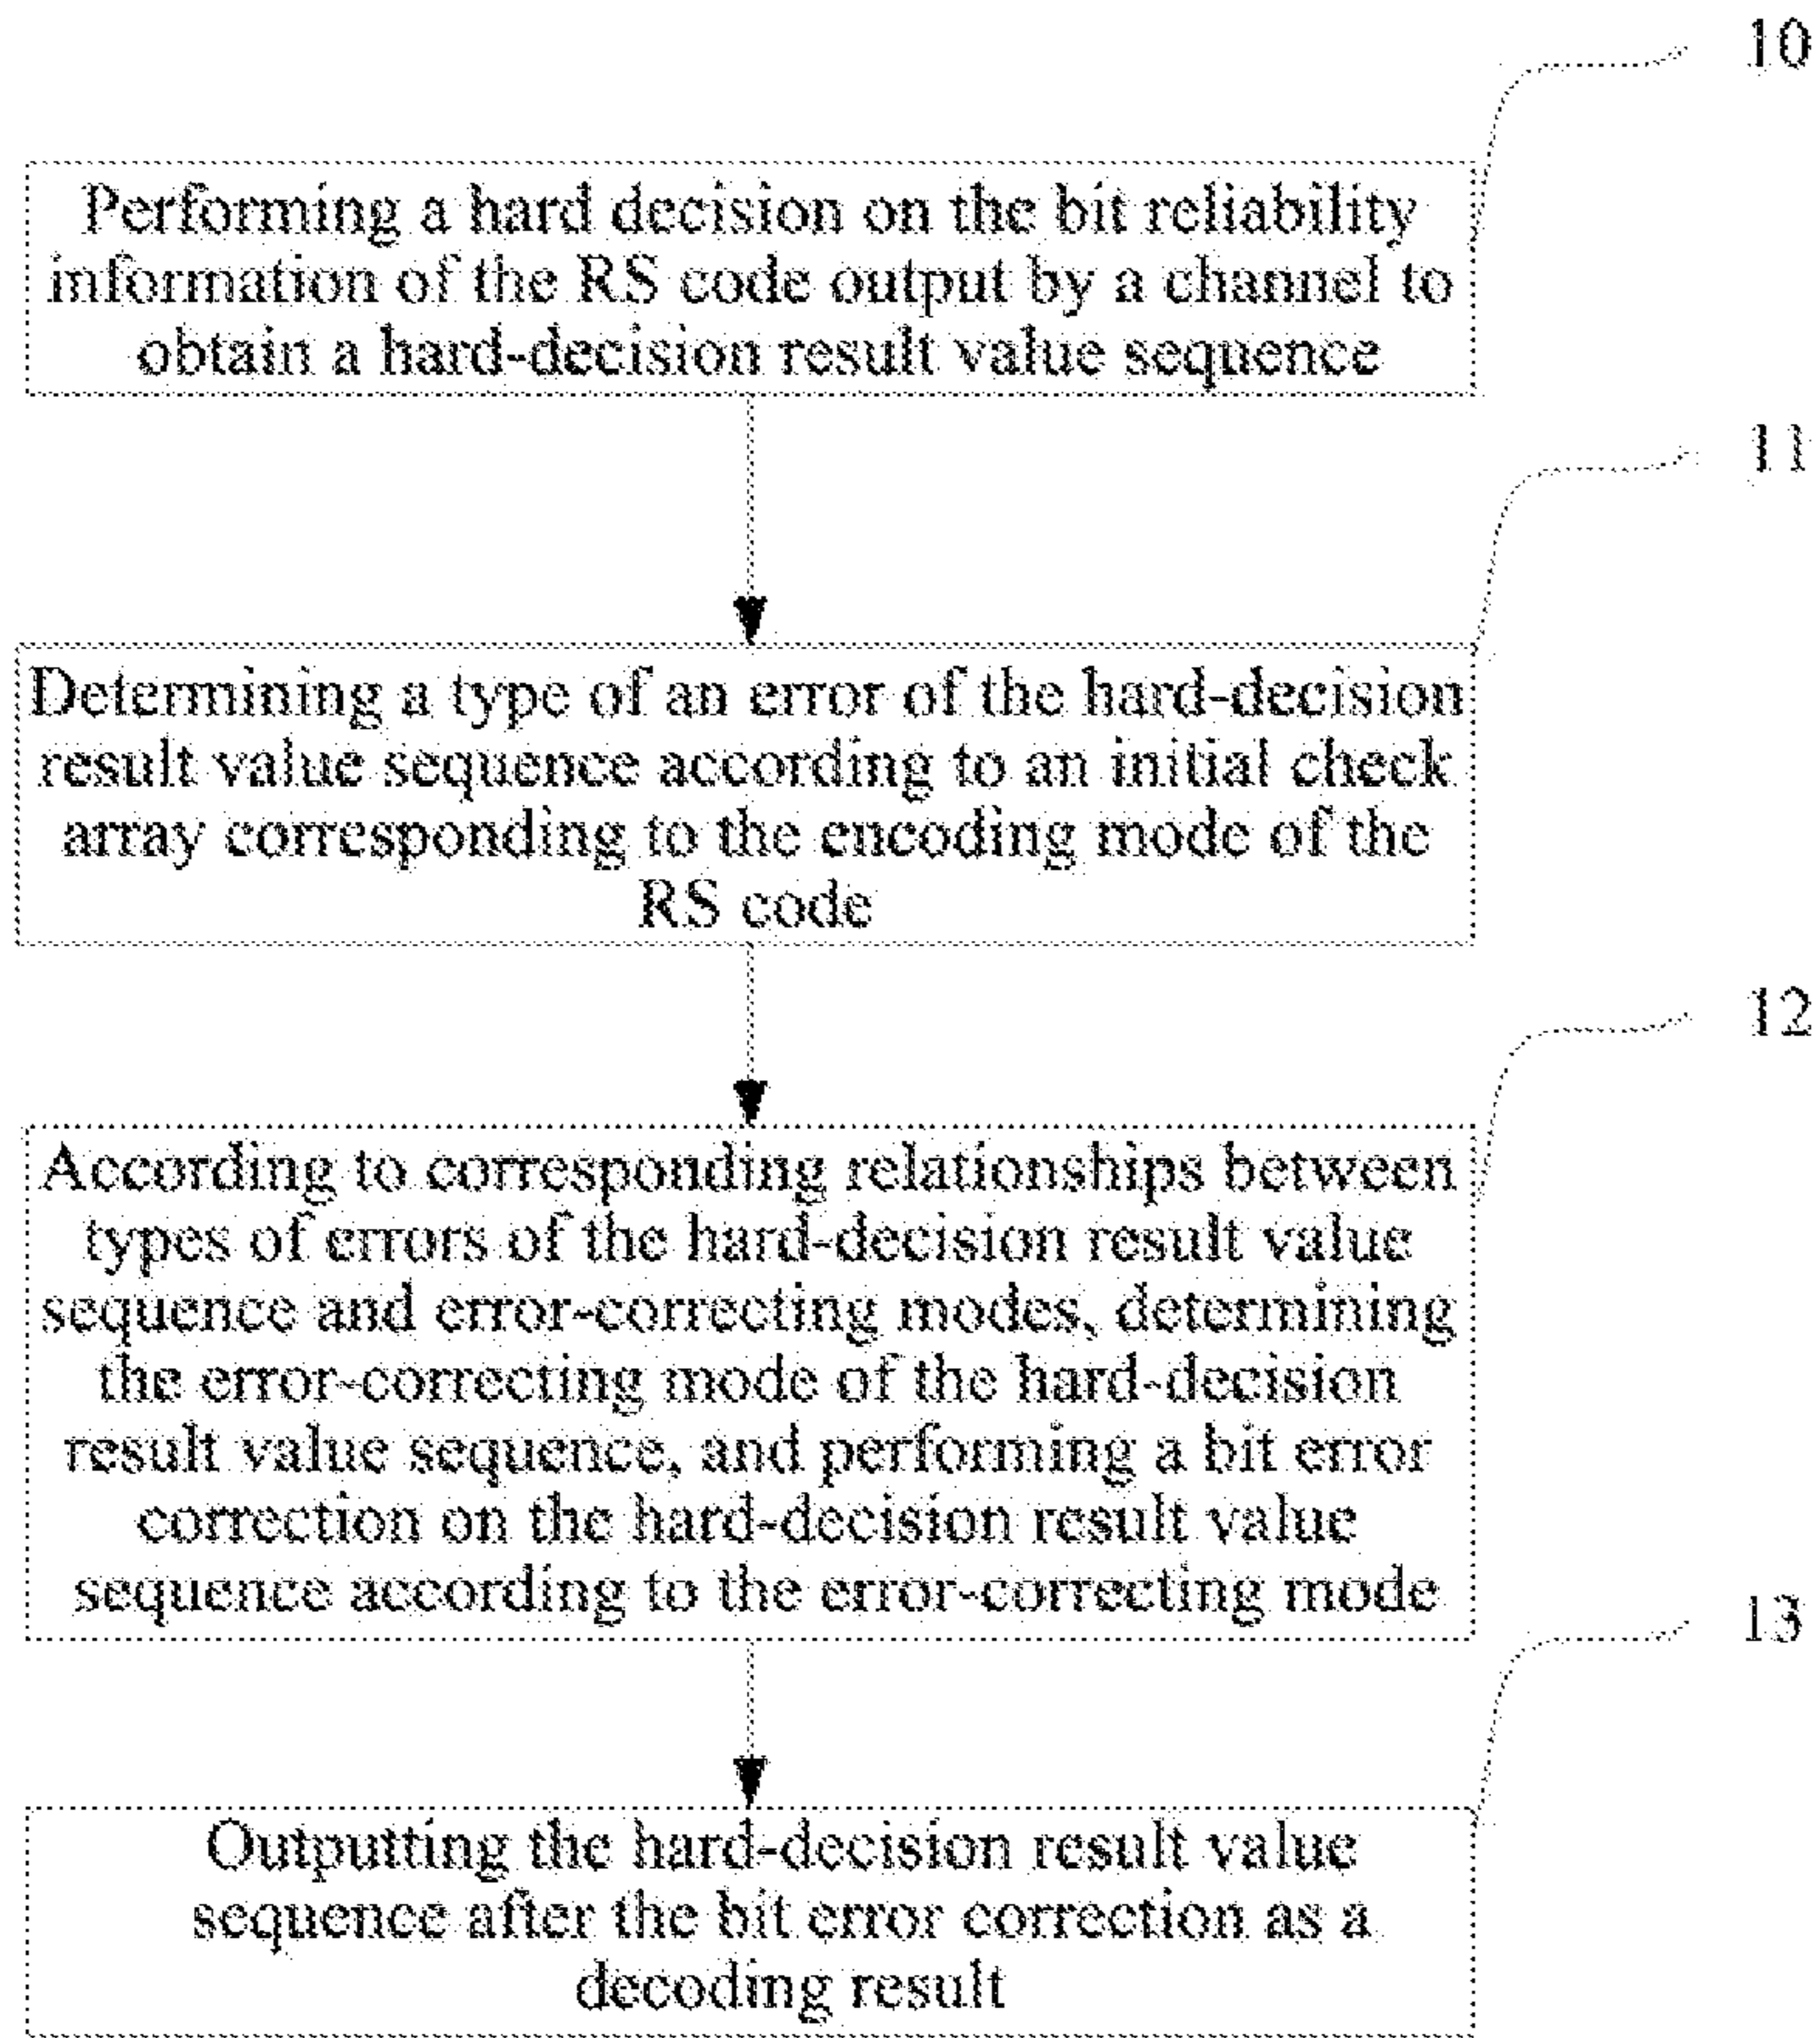 10
Performing a hard decision on the bit reliability
information of the RS code output by a channel to
obtain a hard-decision result value sequence
11
Determining a type of an error of the hard-decision
result value sequence according to an initial check
array corresponding to the encoding mode of the
RS code
12
According to corresponding relationships between
types of errors of the hard-decision result value
sequence and error-correcting modes, determining
the error-correcting mode of the hard-decision
result value sequence, and performing a bit error
correction on the hard-decision result value
sequence according to the error-correcting mode
13
Outputting the hard-decision result value
sequence after the bit error correction as a
decoding result